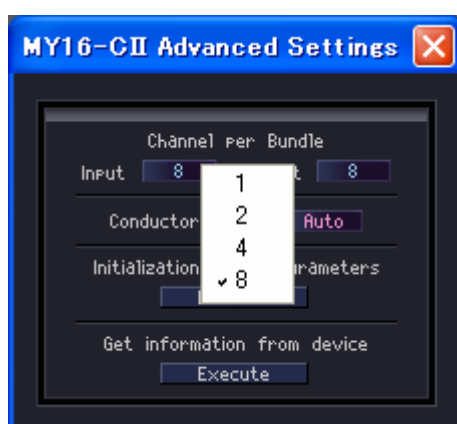 MY16-CII Advanced Settings
Channel per Bundle
Input 8 t 8
1
2
Conductor Auto
4
Initialization rameters
✓8
Get information from device
Execute